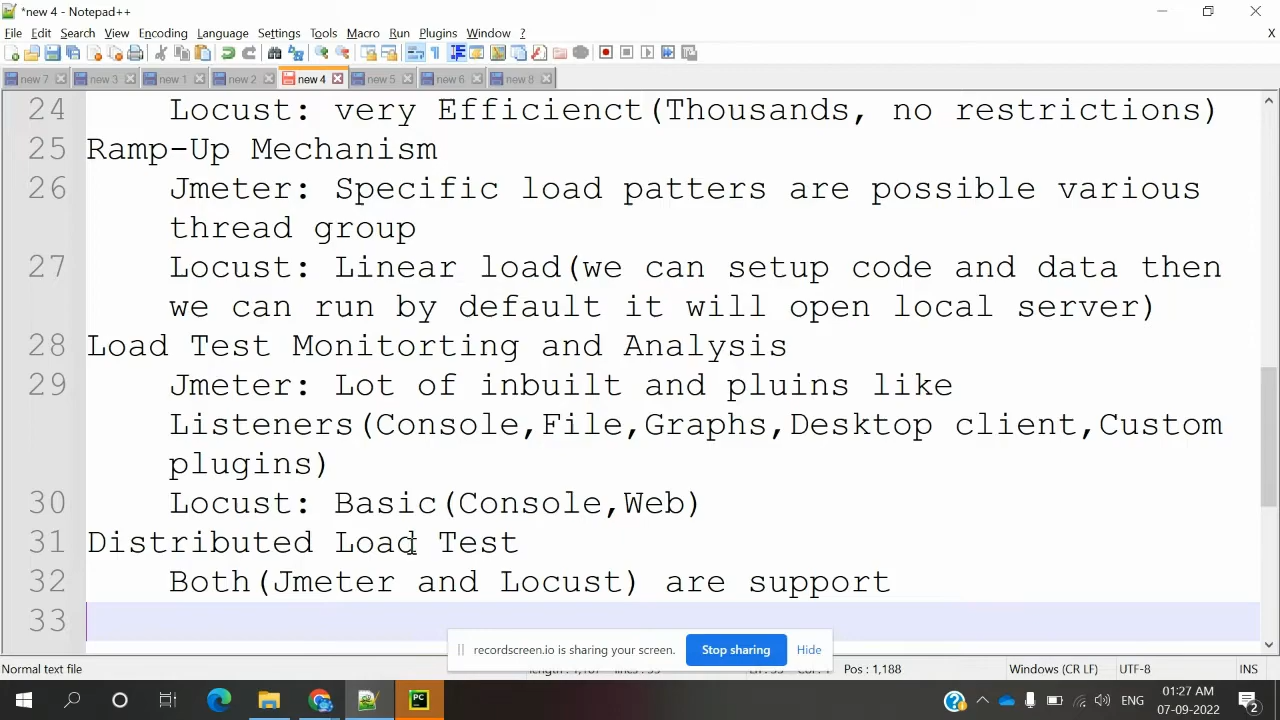 *new 4 - Notepad++
File Edit Search View Encoding Language Settings Tools Macro Run Plugins Window ? X
new 7 new 3 new 1 new 2 new 4 new 5 new 6 new 8
24 Locust: very Efficienct(Thousands, no restrictions)
25 Ramp-Up Mechanism
26 Jmeter: Specific load patters are possible various
thread group
27 Locust: Linear load(we can setup code and data then
we can run by default it will open local server)
28 Load Test Monitorting and Analysis
29 Jmeter: Lot of inbuilt and pluins like
Listeners(Console,File,Graphs,Desktop client,Custom
plugins)
30 Locust: Basic(Console,Web)
31 Distributed Load Test
32 Both(Jmeter and Locust) are support
33
recordscreen.io is sharing your screen. Stop sharing Hide
Normal text file Pos : 1,188 Windows (CR LF) UTF-8 INS
PC ENG 01:27 AM
07-09-2022 2